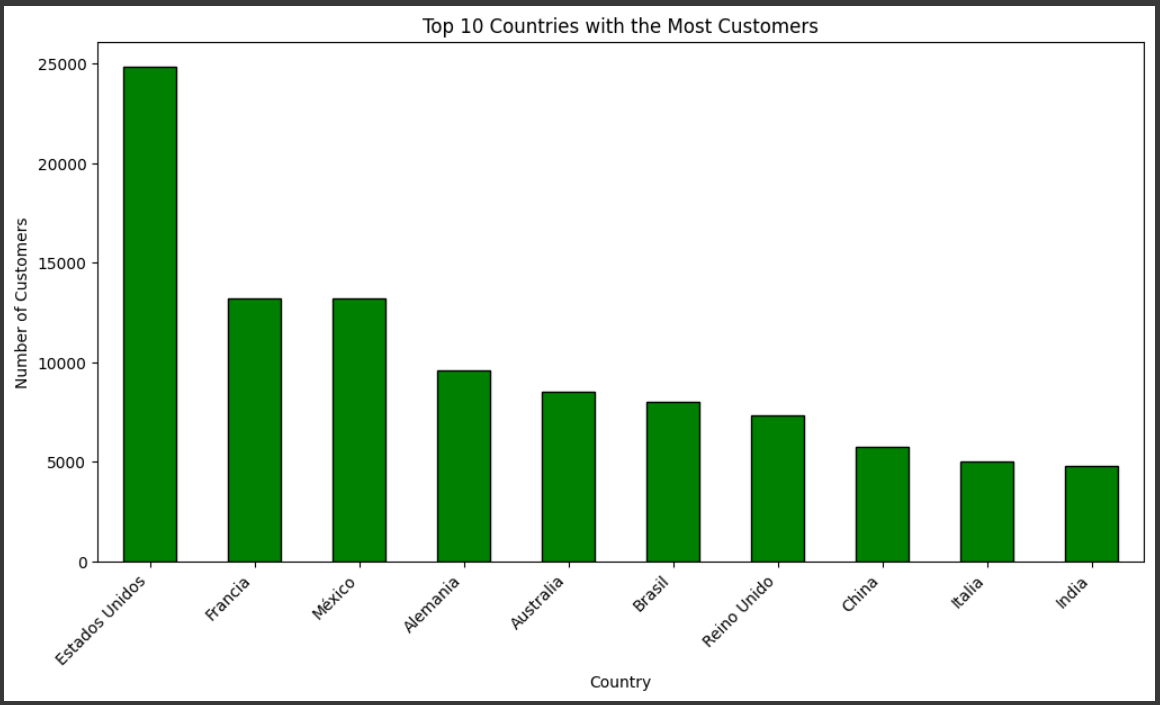 Top 10 Countries with the Most Customers
Number of Customers
25000
20000
15000
10000
5000
0
Estados Unidos
Francia
México
Alemania
Australia
Brasil
Reino Unido
China
Italia
India
Country